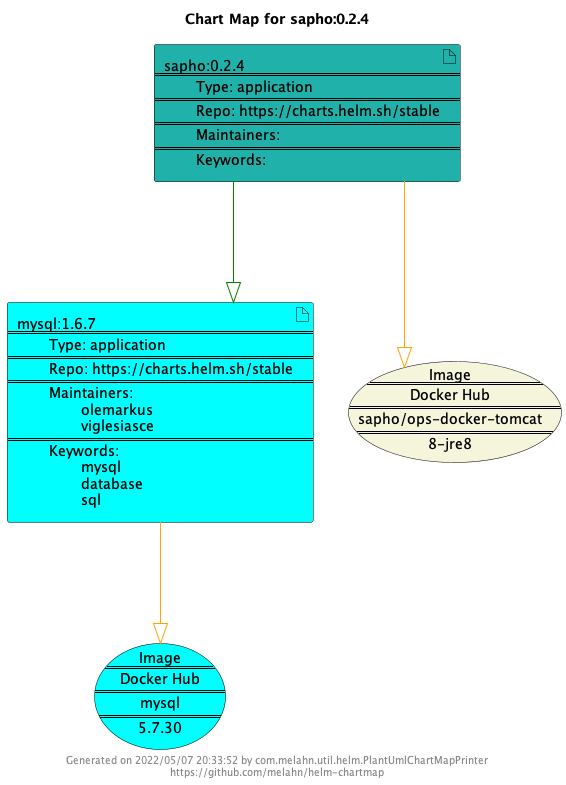 Chart Map for sapho:0.2.4
sapho:0.2.4
Type: application
Repo: https://charts.helm.sh/stable
Maintainers:
Keywords:
mysql:1.6.7
Type: application
Repo: https://charts.helm.sh/stable
Maintainers:
olemarkus
viglesiasce
Keywords:
mysql
database
sql
Image
Docker Hub
sapho/ops-docker-tomcat
8-jre8
Image
Docker Hub
mysql
5.7.30
Generated on 2022/05/07 20:33:52 by com.melahn.util.helm.PlantUmlChartMapPrinter
https://github.com/melahn/helm-chartmap